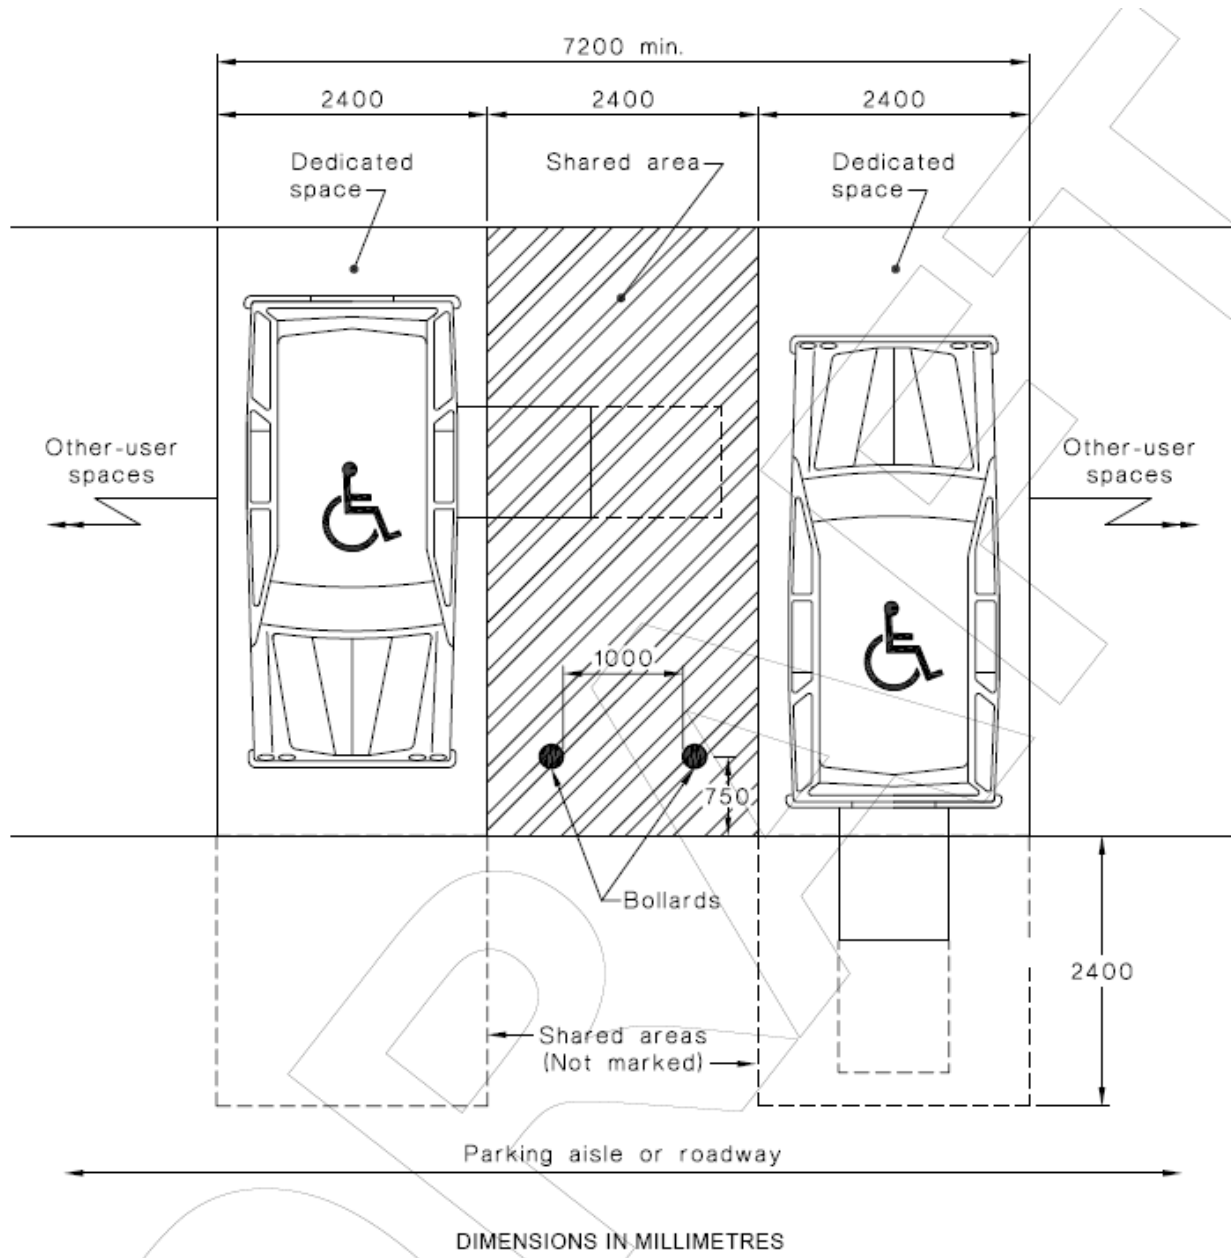 7200 min.
2400
2400
2400
Dedicated
space
Shared area
Dedicated
space
Other-user
spaces
Other-user
spaces
1000
750
Bollards
2400
Shared areas
(Not marked)
Parking aisle or roadway
DIMENSIONS IN MILLIMETRES
DRAFT